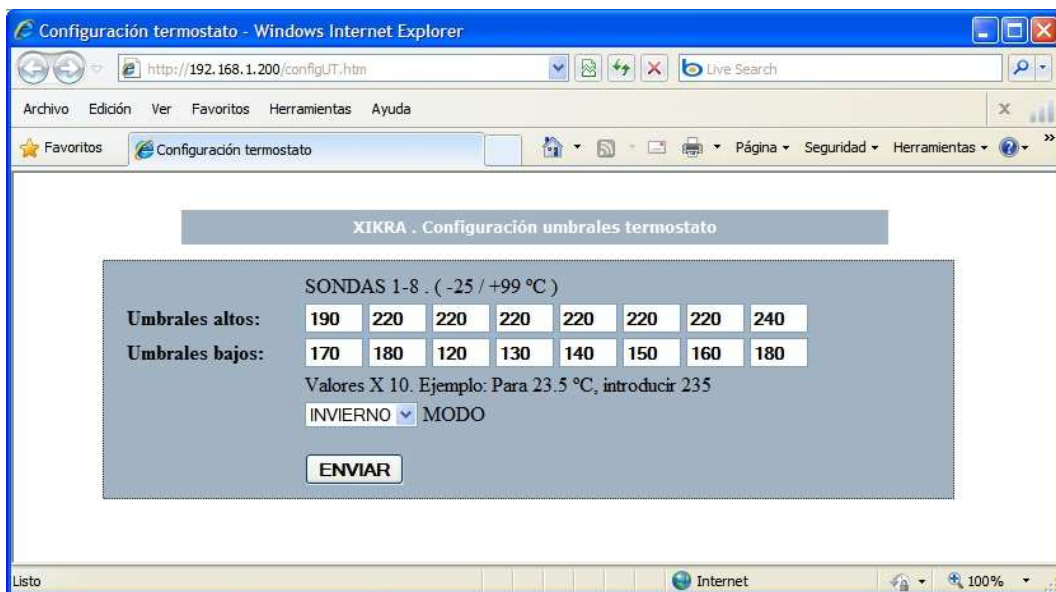 Configuración termostato - Windows Internet Explorer
http://192.168.1.200/configUT.htm
Live Search
Archivo Edición Ver Favoritos Herramientas Ayuda
Favoritos Configuración termostato Página Seguridad Herramientas
XIKRA . Configuración umbrales termostato
SONDAS 1-8 . ( -25 / +99 ºC )
Umbrales altos: 190 220 220 220 220 220 220 240
Umbrales bajos: 170 180 120 130 140 150 160 180
Valores X 10. Ejemplo: Para 23.5 ºC, introducir 235
INVIERNO MODO
ENVIAR
Listo Internet 100%